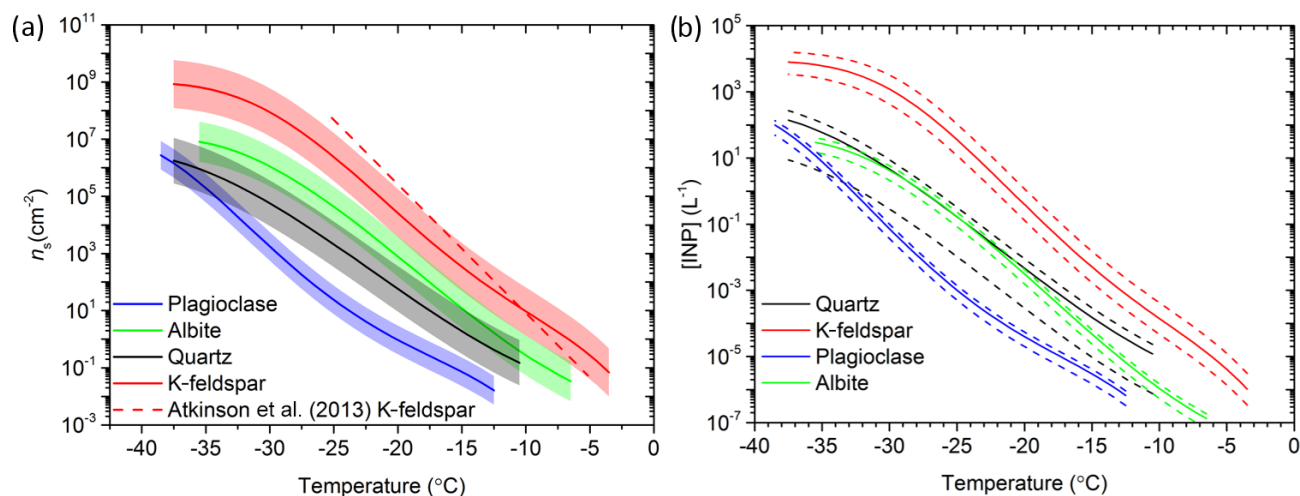 (a)
10^11
10^9
10^7
10^5
10^3
10^1
10^-1
10^-3
n_s(cm^-2)
Plagioclase
Albite
Quartz
K-feldspar
Atkinson et al. (2013) K-feldspar
-40 -35 -30 -25 -20 -15 -10 -5 0
Temperature (°C)
(b)
10^5
10^3
10^1
10^-1
10^-3
10^-5
10^-7
[INP] (L^-1)
Quartz
K-feldspar
Plagioclase
Albite
-40 -35 -30 -25 -20 -15 -10 -5 0
Temperature (°C)